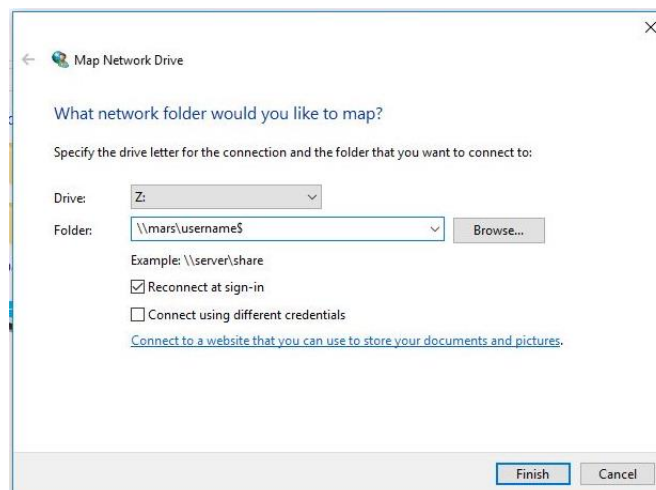 Map Network Drive
What network folder would you like to map?
Specify the drive letter for the connection and the folder that you want to connect to:
Drive: Z:
Folder: \\mars\username$ Browse...
Example: \\server\share
Reconnect at sign-in
Connect using different credentials
Connect to a website that you can use to store your documents and pictures.
Finish Cancel